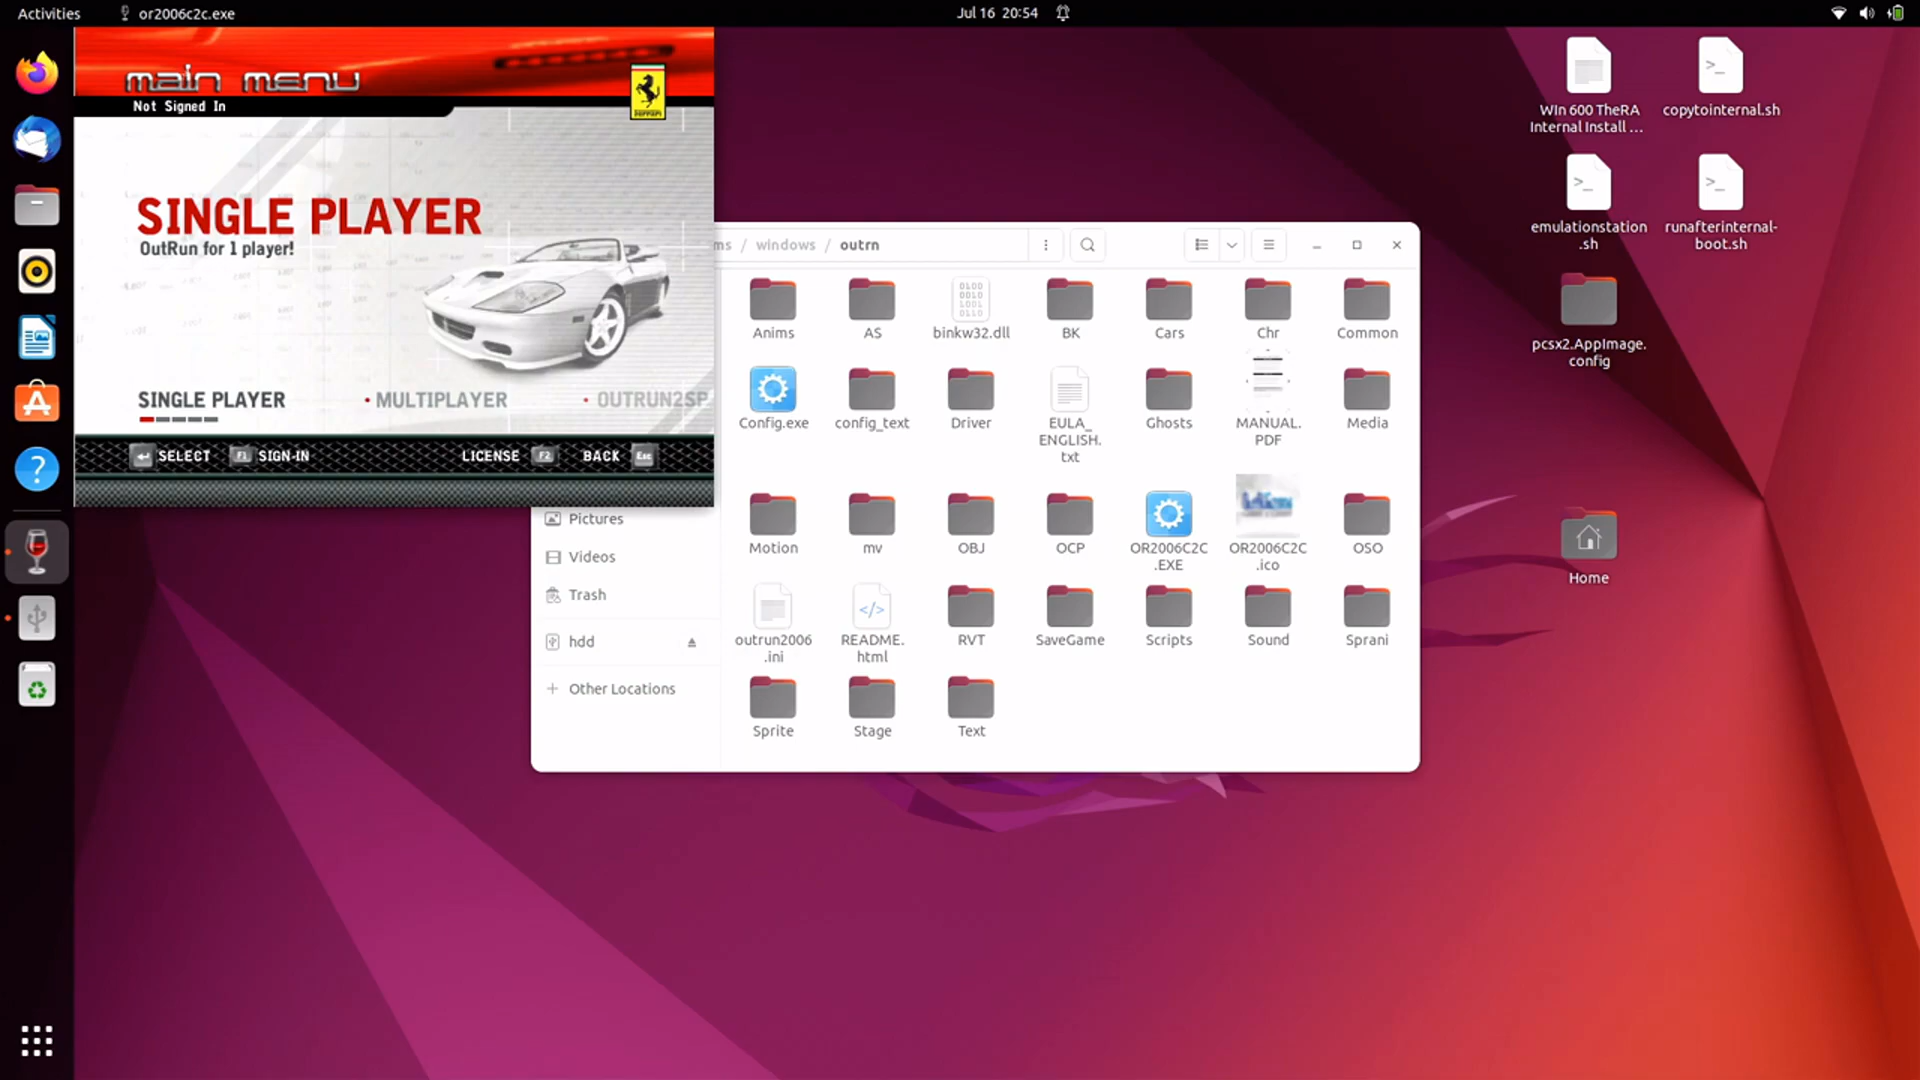 Activities
or2006c2c.exe
Jul 16 20:54
main menu
Not Signed In
Ferrari
SINGLE PLAYER
OutRun for 1 player!
SINGLE PLAYER
• MULTIPLAYER
• OUTRUN2SP
SELECT
F1 SIGN-IN
LICENSE F2
BACK Esc
ms / windows / outrn
Anims
AS
binkw32.dll
BK
Cars
Chr
Common
Config.exe
config_text
Driver
EULA_
ENGLISH.
txt
Ghosts
MANUAL.
PDF
Media
Motion
mv
OBJ
OCP
OR2006C2C
.EXE
OR2006C2C
.ico
OSO
outrun2006
.ini
README.
html
RVT
SaveGame
Scripts
Sound
Sprani
Sprite
Stage
Text
Pictures
Videos
Trash
hdd
Other Locations
WIn 600 TheRA
Internal Install ...
copytointernal.sh
emulationstation
.sh
runafterinternal-
boot.sh
pcsx2.AppImage.
config
Home